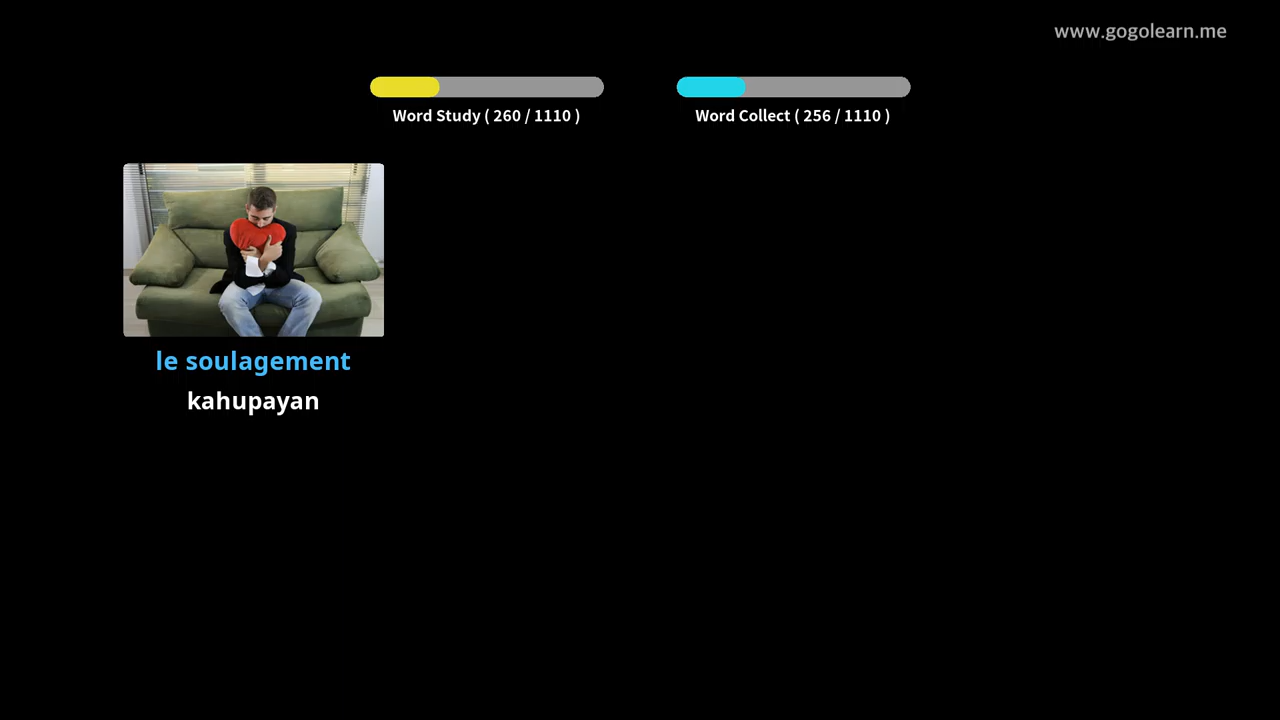 www.gogolearn.me
Word Study ( 260 / 1110 )
Word Collect ( 256 / 1110 )
le soulagement
kahupayan